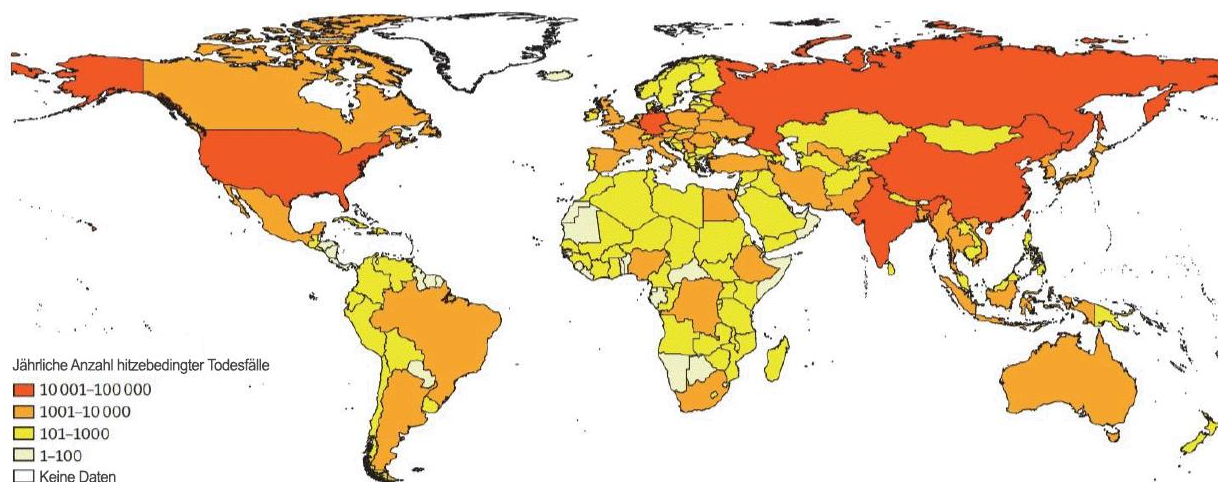 Jährliche Anzahl hitzebedingter Todesfälle
10 001–100 000
1001–10 000
101–1000
1–100
Keine Daten